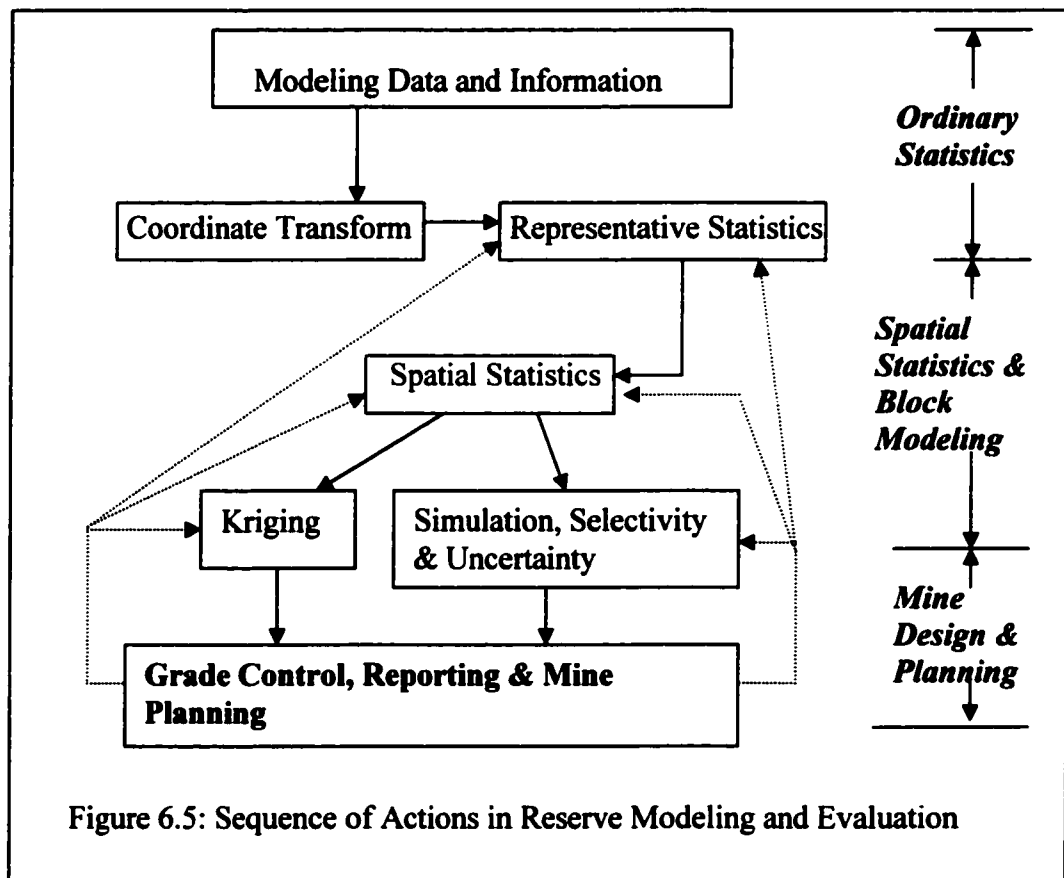 Modeling Data and Information
Ordinary
Statistics
Coordinate Transform
Representative Statistics
Spatial
Statistics &
Block
Modeling
Spatial Statistics
Kriging
Simulation, Selectivity
& Uncertainty
Mine
Design &
Planning
Grade Control, Reporting & Mine
Planning
Figure 6.5: Sequence of Actions in Reserve Modeling and Evaluation